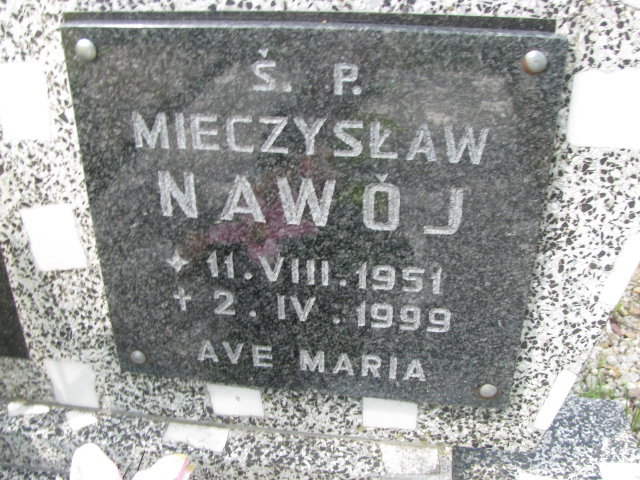 Ś. P.
MIECZYSŁAW
NAWÓJ
11. VIII. 1951
2. IV. 1999
AVE MARIA